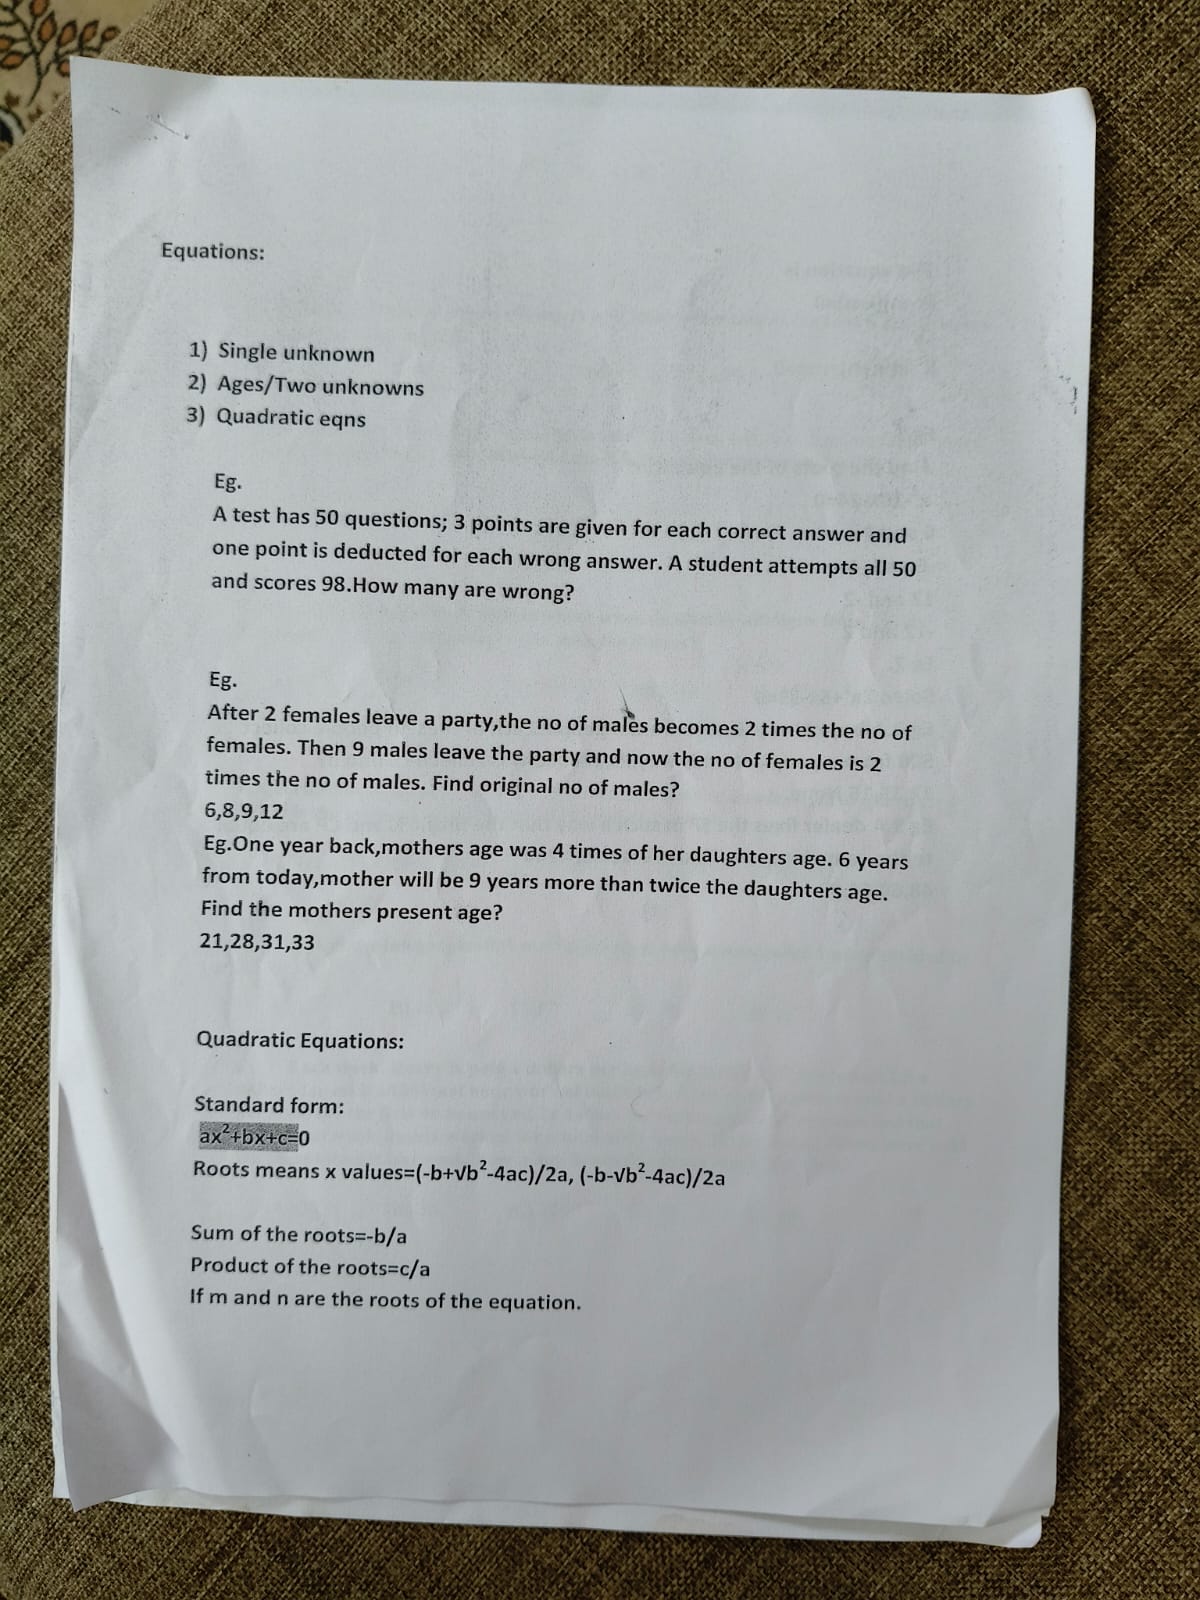 Equations:
1) Single unknown
2) Ages/Two unknowns
3) Quadratic eqns
Eg.
A test has 50 questions; 3 points are given for each correct answer and
one point is deducted for each wrong answer. A student attempts all 50
and scores 98.How many are wrong?
Eg.
After 2 females leave a party,the no of males becomes 2 times the no of
females. Then 9 males leave the party and now the no of females is 2
times the no of males. Find original no of males?
6,8,9,12
Eg.One year back,mothers age was 4 times of her daughters age. 6 years
from today,mother will be 9 years more than twice the daughters age.
Find the mothers present age?
21,28,31,33
Quadratic Equations:
Standard form:
ax²+bx+c=0
Roots means x values=(-b+√b²-4ac)/2a, (-b-√b²-4ac)/2a
Sum of the roots=-b/a
Product of the roots=c/a
If m and n are the roots of the equation.